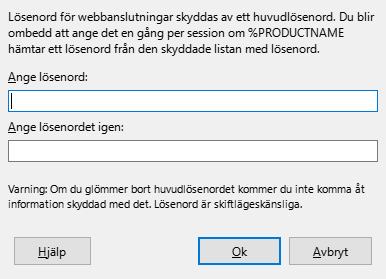 Lösenord för webbanslutningar skyddas av ett huvudlösenord. Du blir
ombedd att ange det en gång per session om %PRODUCTNAME
hämtar ett lösenord från den skyddade listan med lösenord.
Ange lösenord:
Ange lösenordet igen:
Varning: Om du glömmer bort huvudlösenordet kommer du inte komma åt
information skyddad med det. Lösenord är skiftlägeskänsliga.
Hjälp
Ok
Avbryt